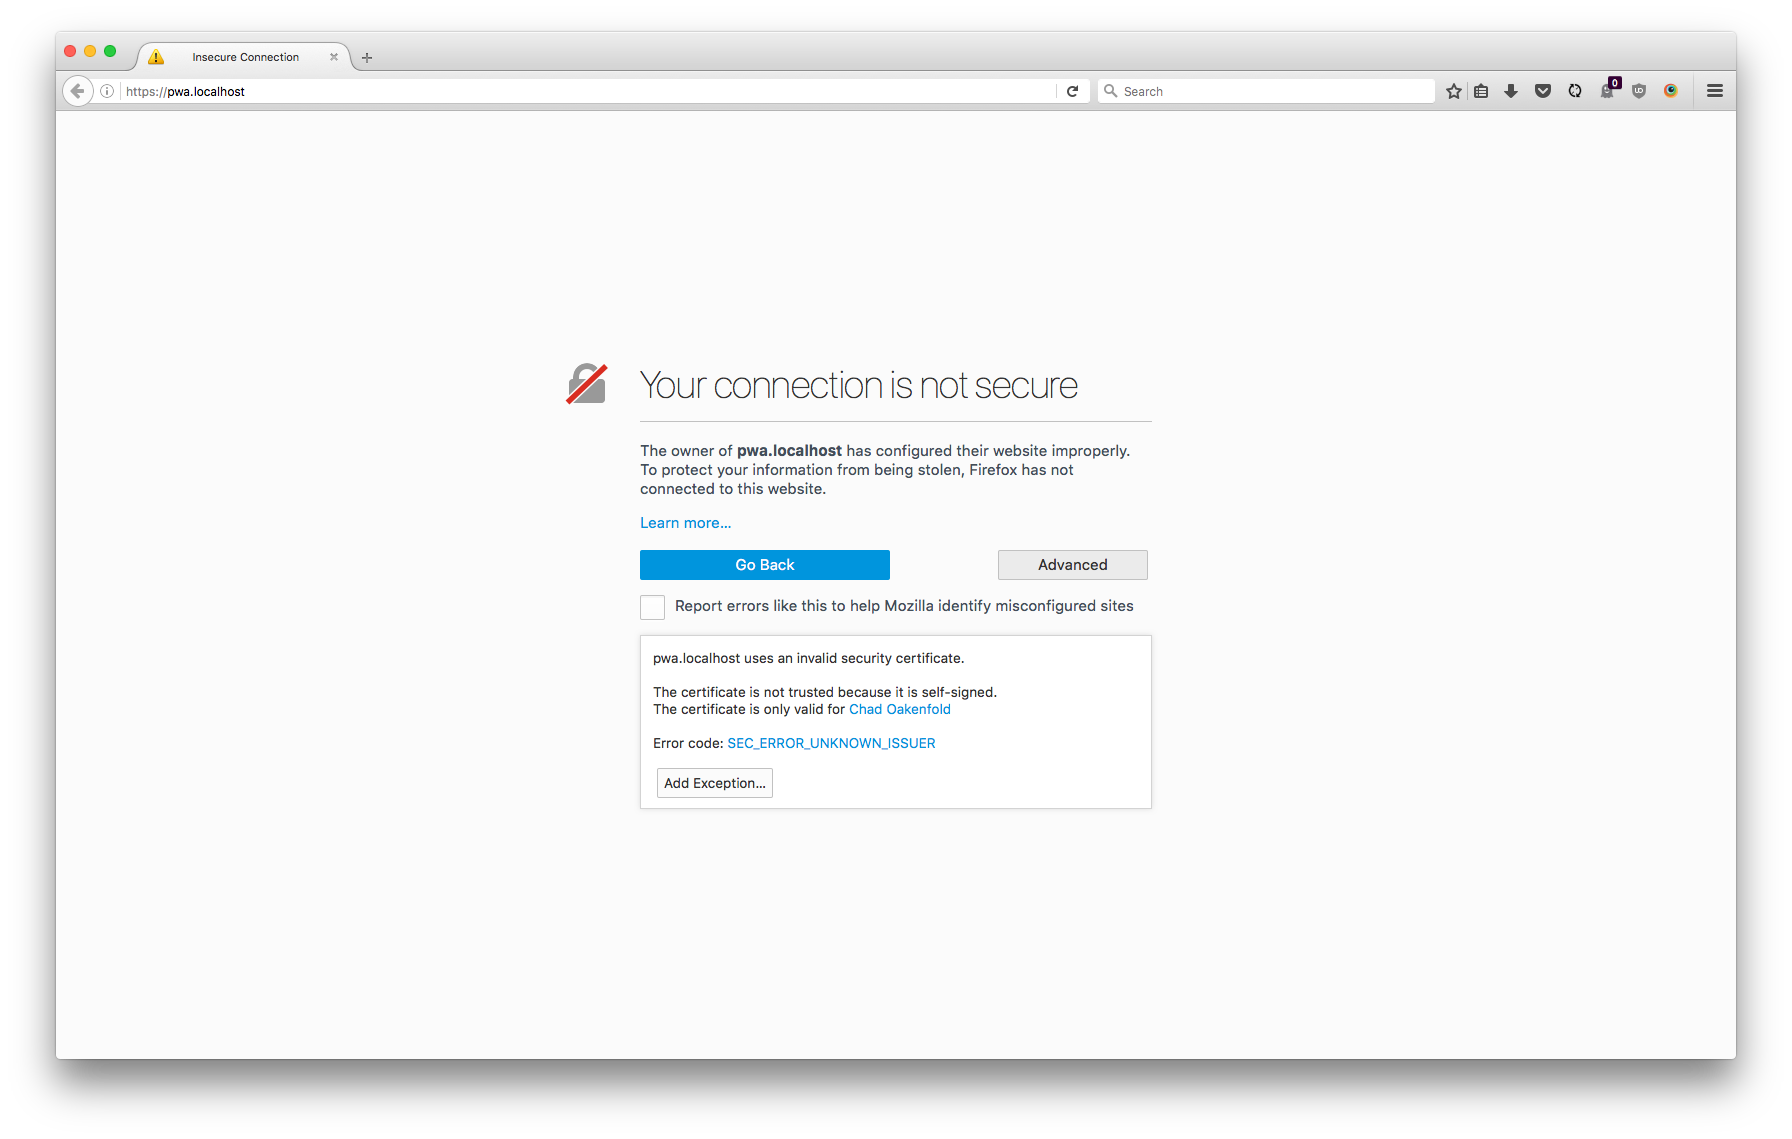 Insecure Connection
https://pwa.localhost
Search
0
Your connection is not secure
The owner of pwa.localhost has configured their website improperly.
To protect your information from being stolen, Firefox has not
connected to this website.
Learn more...
Go Back
Advanced
Report errors like this to help Mozilla identify misconfigured sites
pwa.localhost uses an invalid security certificate.
The certificate is not trusted because it is self-signed.
The certificate is only valid for Chad Oakenfold
Error code: SEC_ERROR_UNKNOWN_ISSUER
Add Exception...